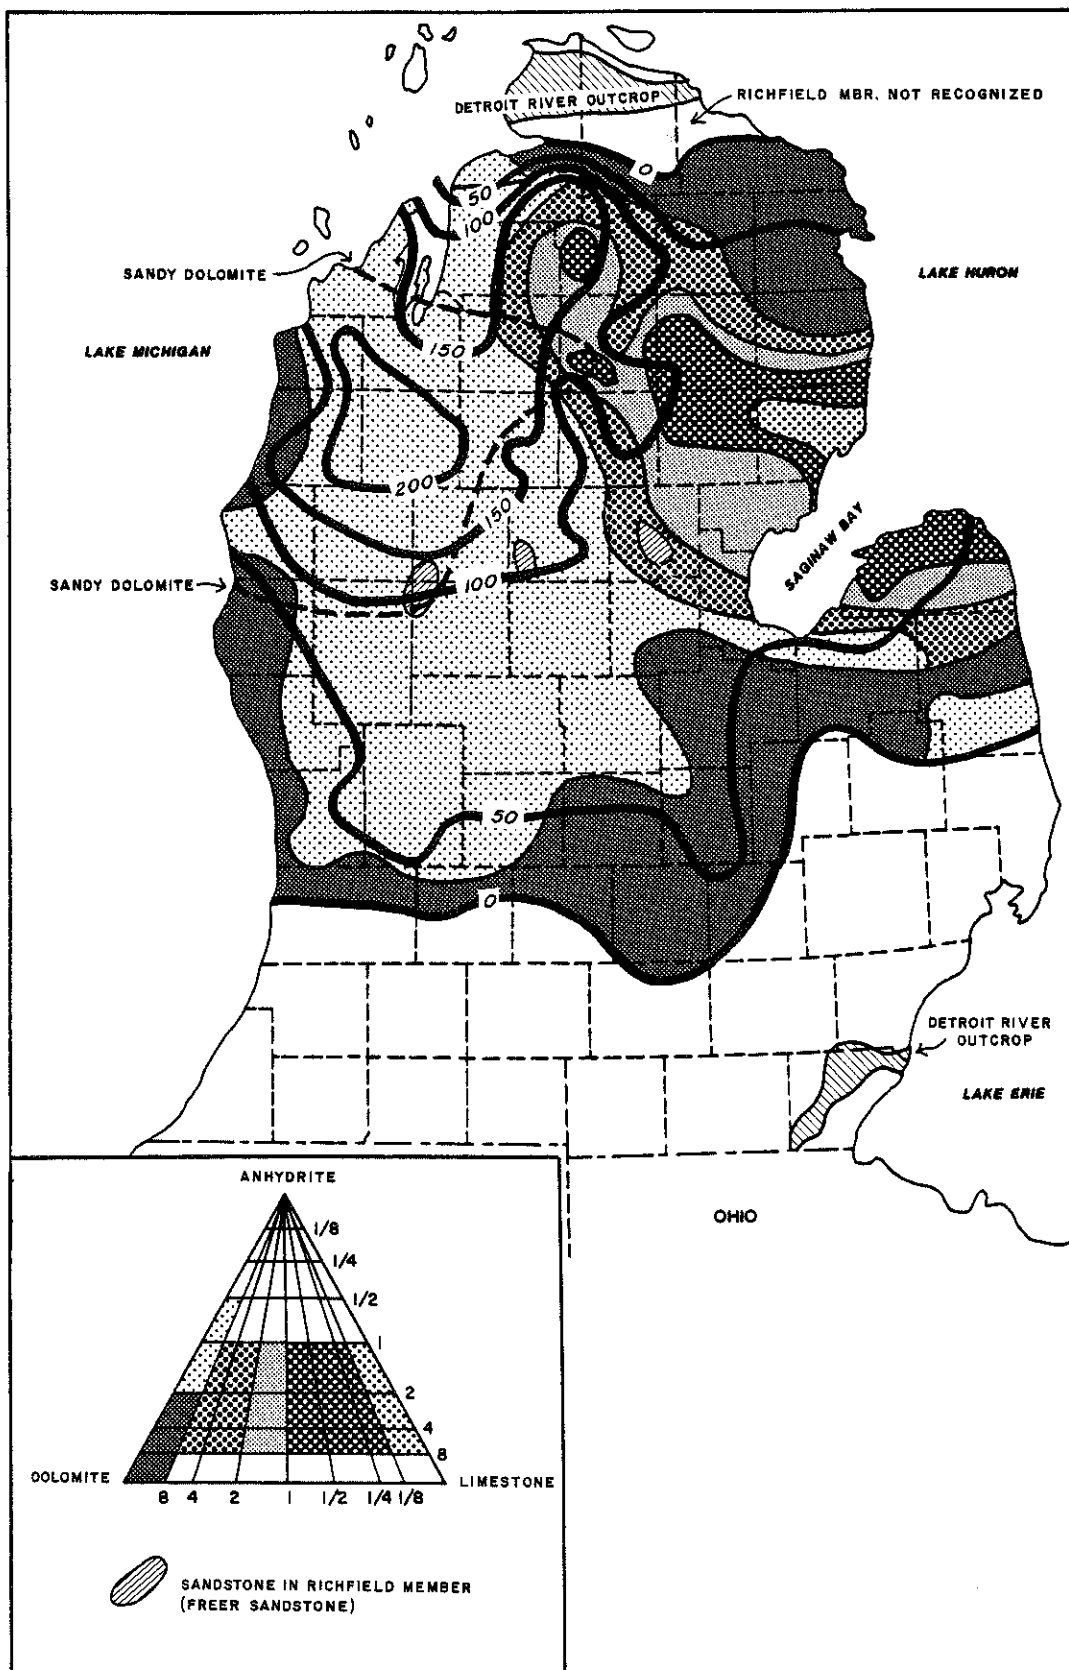 DETROIT RIVER OUTCROP
RICHFIELD MBR. NOT RECOGNIZED
0
50
100
SANDY DOLOMITE
LAKE HURON
LAKE MICHIGAN
150
200
150
SAGINAW BAY
SANDY DOLOMITE
100
50
0
DETROIT RIVER
OUTCROP
LAKE ERIE
OHIO
ANHYDRITE
1/8
1/4
1/2
1
2
4
8
DOLOMITE
LIMESTONE
8 4 2 1 1/2 1/4 1/8
SANDSTONE IN RICHFIELD MEMBER
(FREER SANDSTONE)